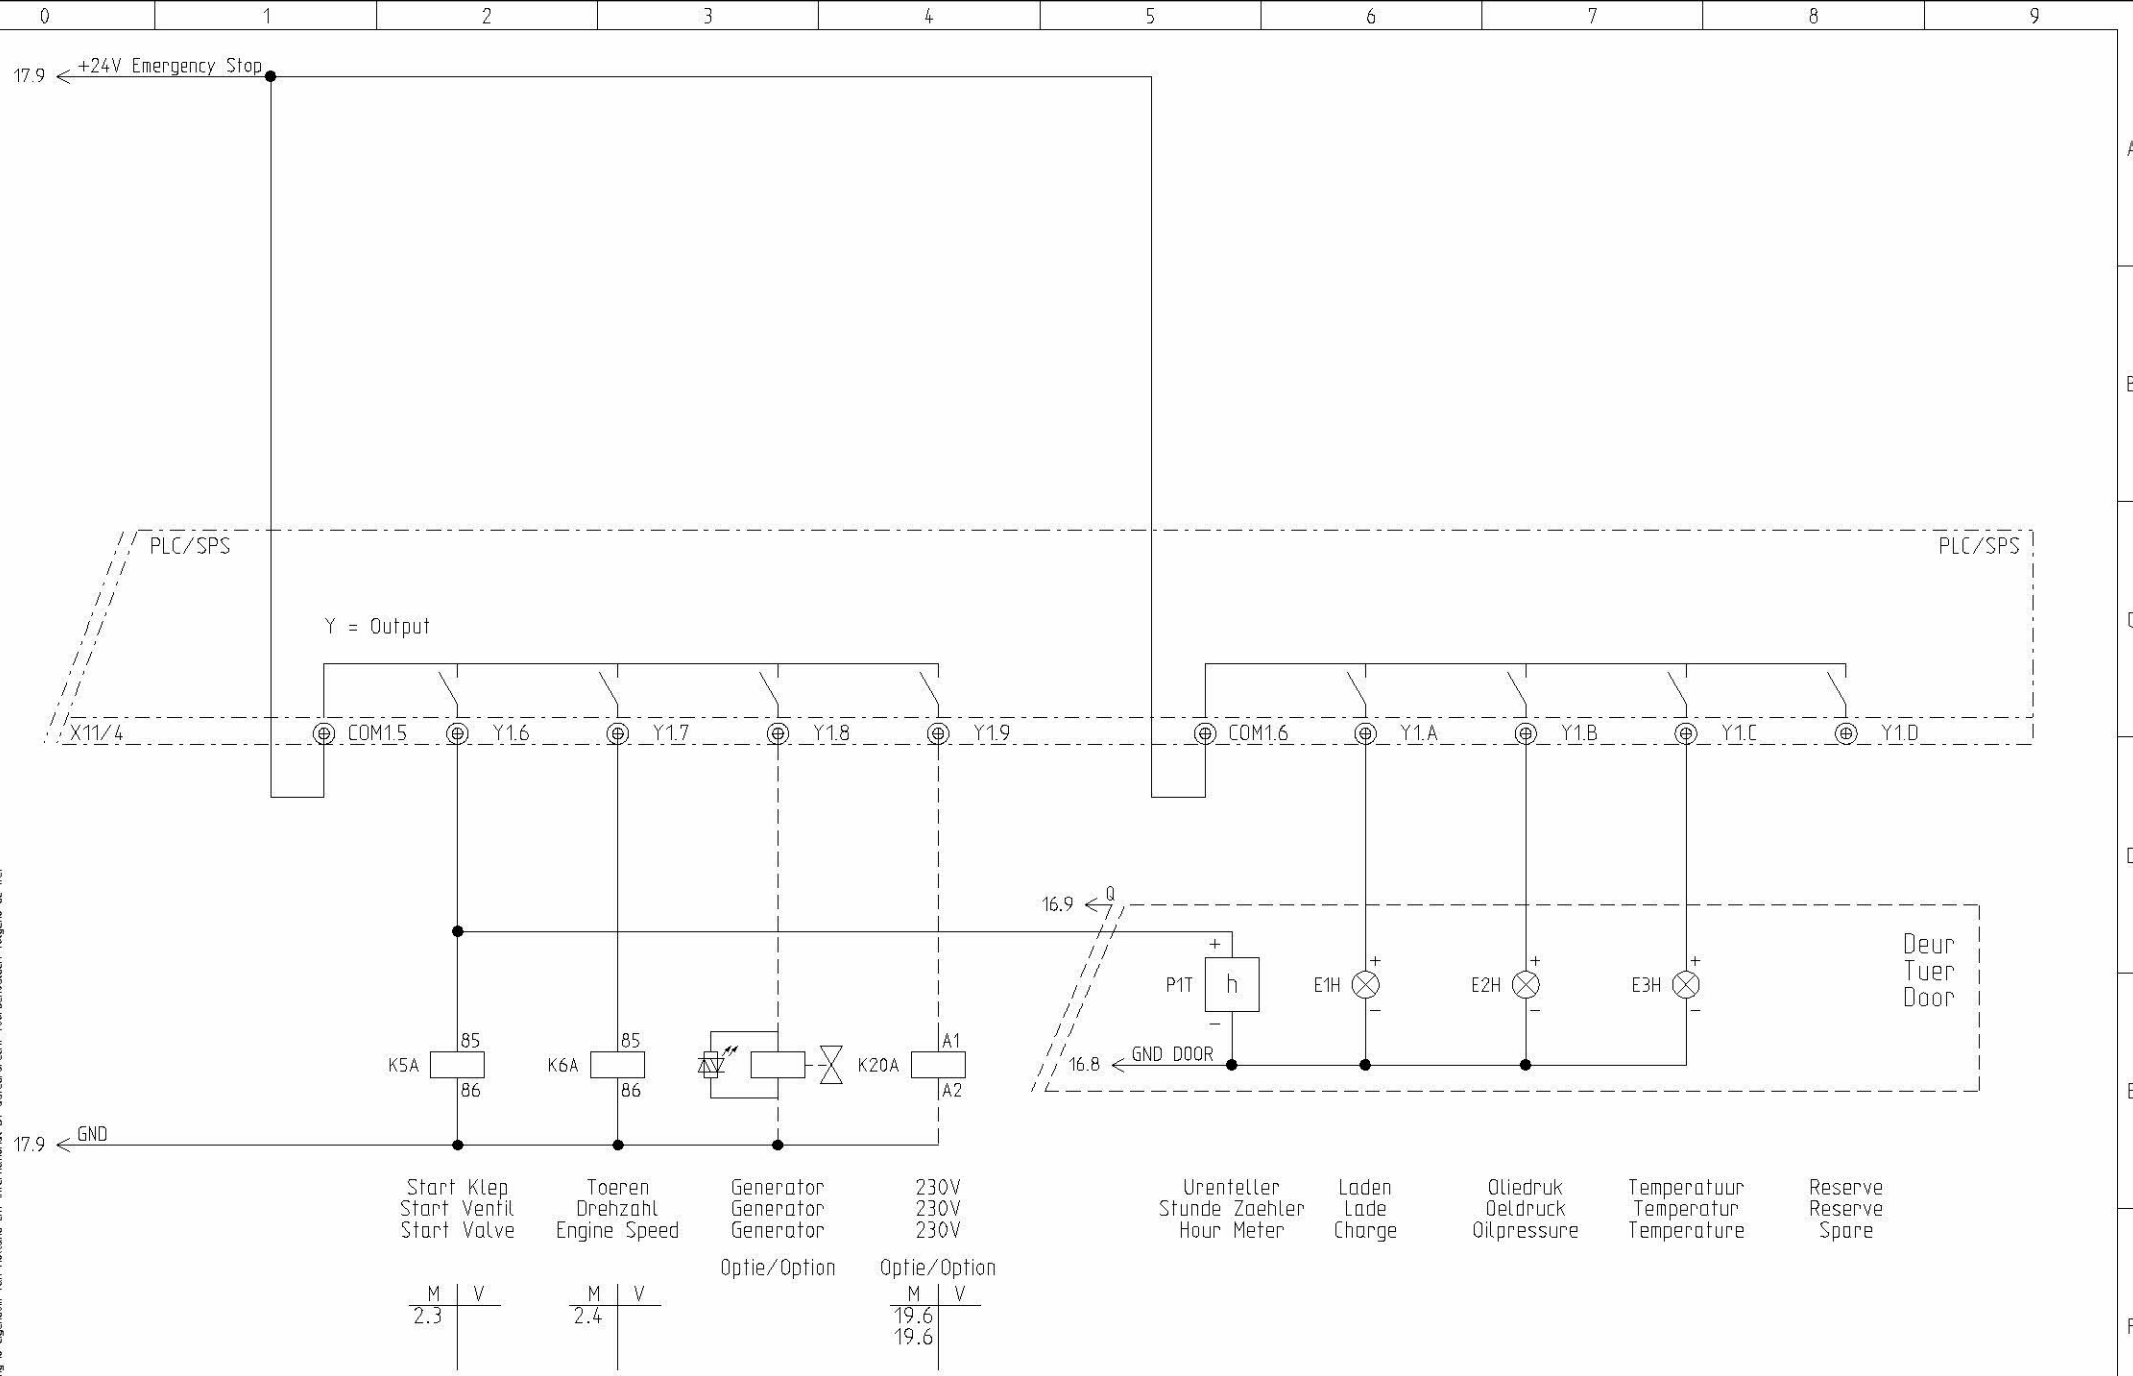 0 1 2 3 4 5 6 7 8 9
17.9 +24V Emergency Stop
A
B
PLC/SPS PLC/SPS
C
Y = Output
X11/4 COM1.5 Y1.6 Y1.7 Y1.8 Y1.9 COM1.6 Y1.A Y1.B Y1.C Y1.D
D
16.9 Q
Deur
Tuer
Door
+ + + +
P1T h E1H E2H E3H
- - - -
85 85 A1
K5A K6A K20A
86 86 A2
16.8 GND DOOR
E
17.9 GND
Start Klep
Start Ventil
Start Valve
Toeren
Drehzahl
Engine Speed
Generator
Generator
Generator
Optie/Option
230V
230V
230V
Optie/Option
Urenteller
Stunde Zaehler
Hour Meter
Laden
Lade
Charge
Oliedruk
Oeldruck
Oilpressure
Temperatuur
Temperatur
Temperature
Reserve
Reserve
Spare
M V
2.3
M V
2.4
M V
19.6
19.6
F